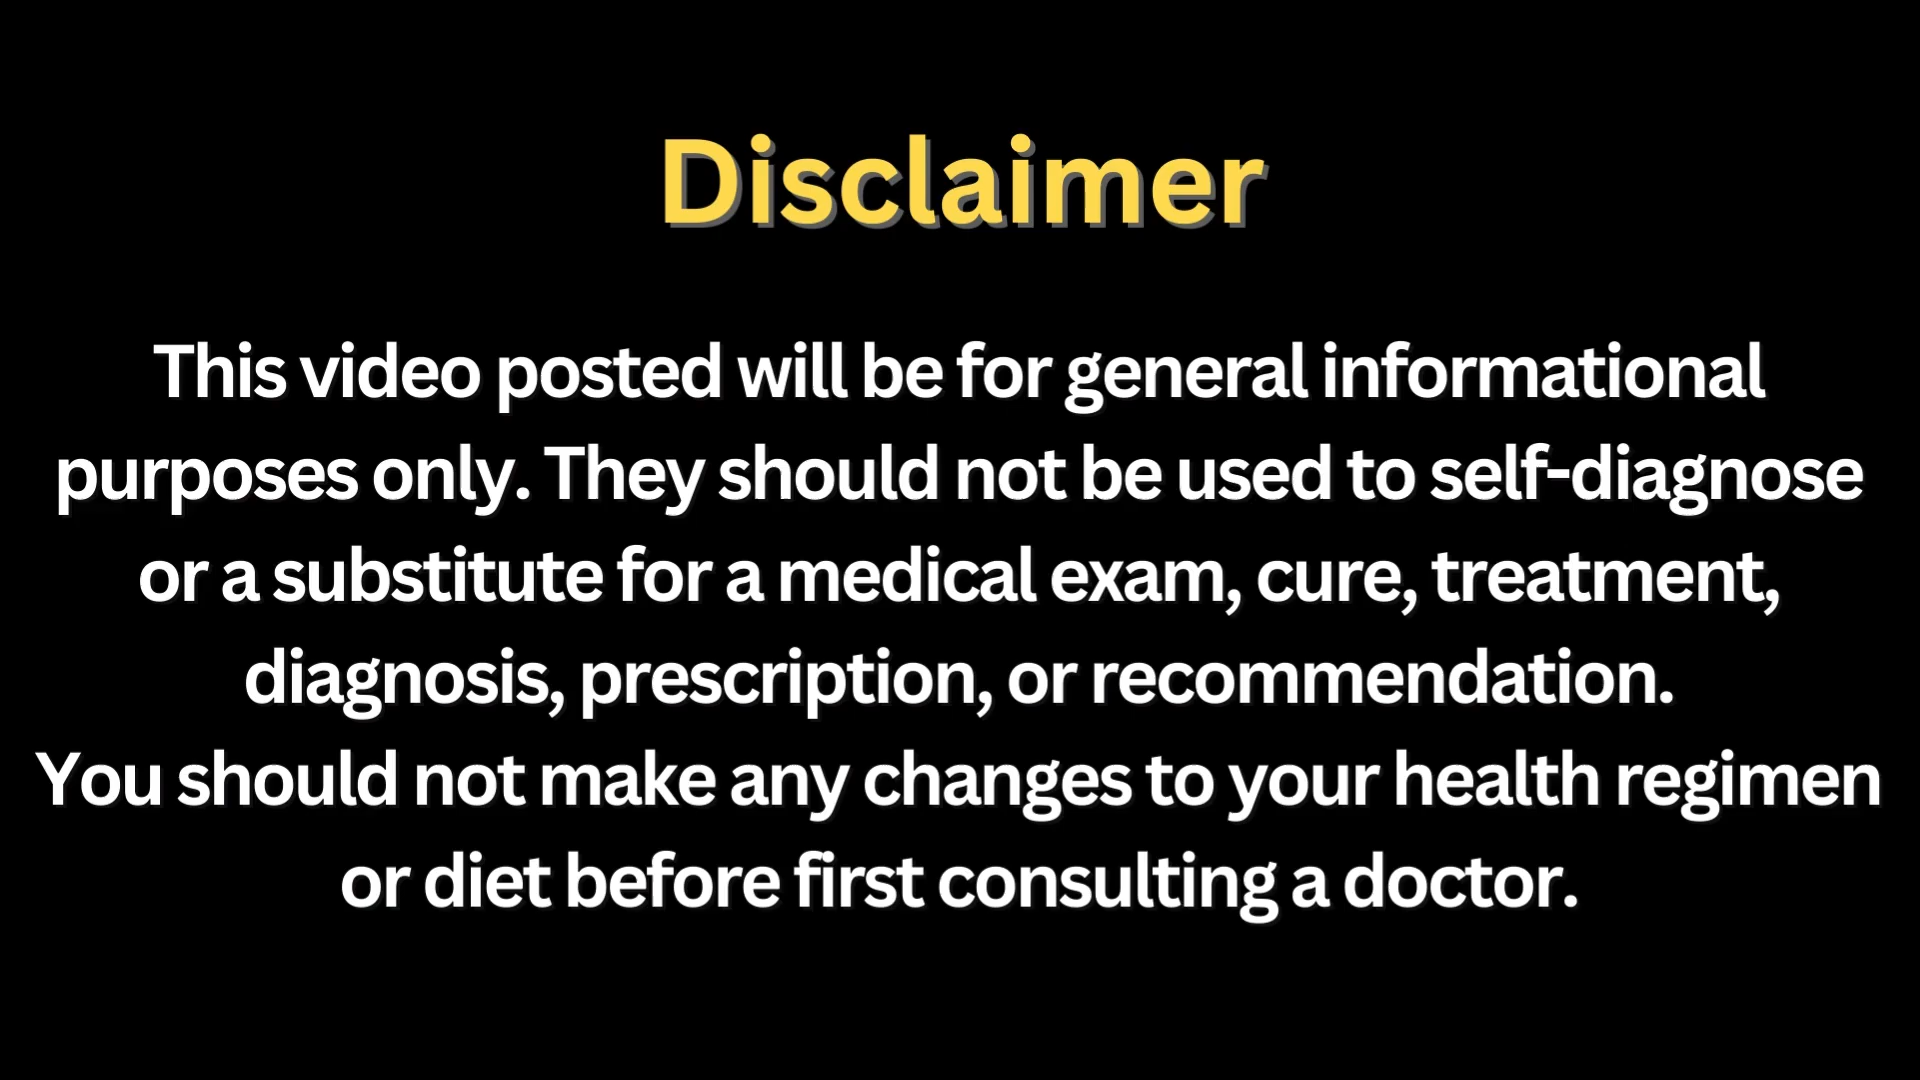 Disclaimer
This video posted will be for general informational
purposes only. They should not be used to self-diagnose
or a substitute for a medical exam, cure, treatment,
diagnosis, prescription, or recommendation.
You should not make any changes to your health regimen
or diet before first consulting a doctor.